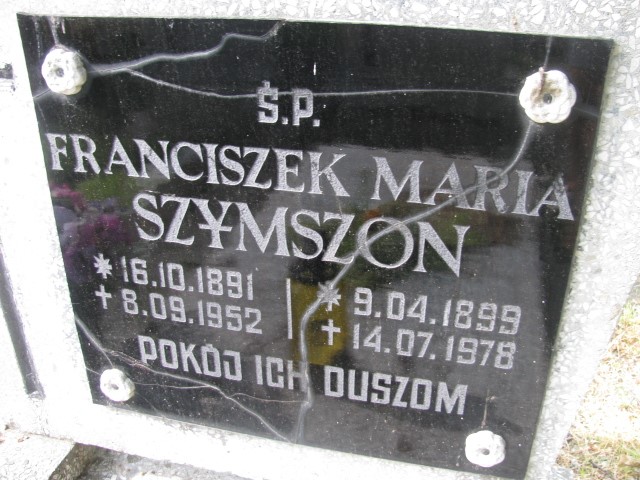 Ś.P.
FRANCISZEK MARIA
SZYMSZON
* 16.10.1891 * 9.04.1899
+ 8.09.1952 + 14.07.1978
POKÓJ ICH DUSZOM